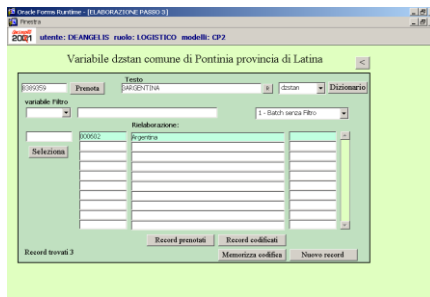 Oracle Forms Runtime - [ELABORAZIONE PASSO 3]
Finestra
2001 utente: DEANGELIS ruolo: LOGISTICO modelli: CP2
Variabile dzstan comune di Pontinia provincia di Latina
<
Testo
Prenota ARGENTINA dzstan Dizionario
variabile Filtro
1 - Batch senza Filtro
Rielaborazione:
000602 Argentina
Seleziona
Record prenotati Record codificati
Record trovati 3 Memorizza codifica Nuovo record